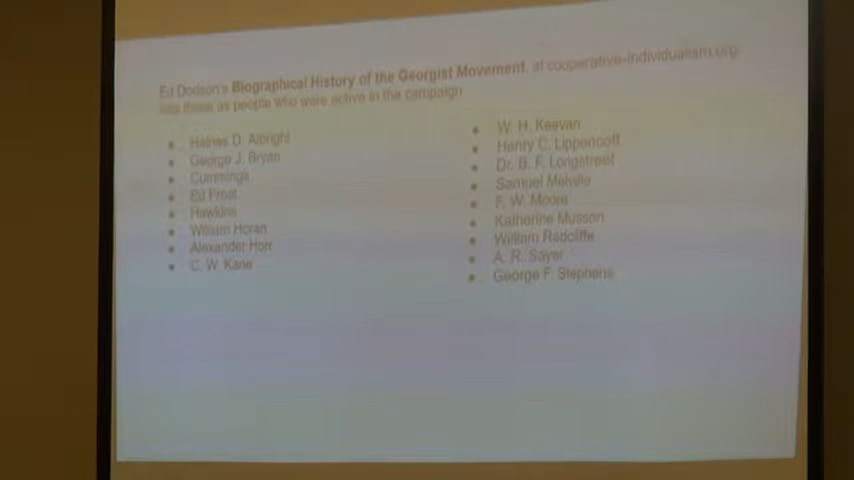 Ed Dodson's Biographical History of the Georgist Movement, at cooperative-individualism.org
lists these as people who were active in the campaign
Haines D. Albright
George J. Bryan
Cummings
Ed Frost
Hawkins
William Horan
Alexander Horr
C. W. Kane
W. H. Keevan
Henry C. Lippencott
Dr. B. F. Longstreet
Samuel Melville
F. W. Moore
Katherine Musson
William Radcliffe
A. R. Sayer
George F. Stephens